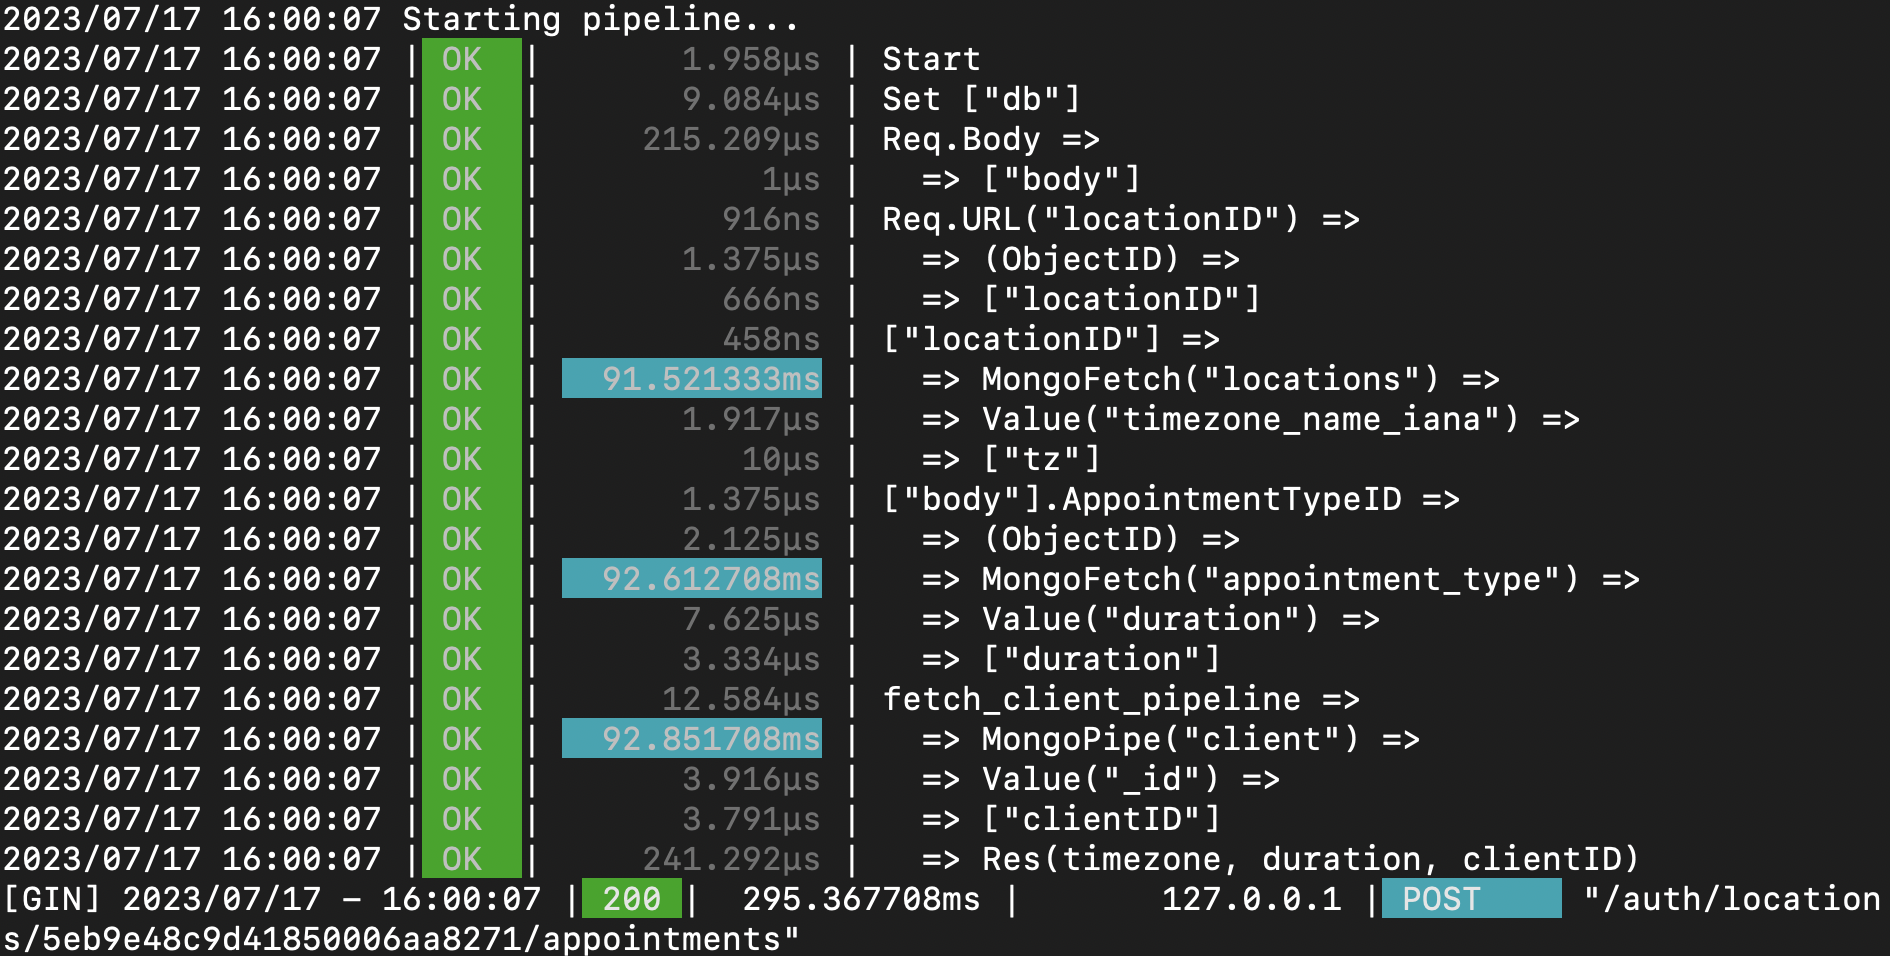 2023/07/17 16:00:07 Starting pipeline...
2023/07/17 16:00:07 | OK | 1.958µs | Start
2023/07/17 16:00:07 | OK | 9.084µs | Set ["db"]
2023/07/17 16:00:07 | OK | 215.209µs | Req.Body =>
2023/07/17 16:00:07 | OK | 1µs | => ["body"]
2023/07/17 16:00:07 | OK | 916ns | Req.URL("locationID") =>
2023/07/17 16:00:07 | OK | 1.375µs | => (ObjectID) =>
2023/07/17 16:00:07 | OK | 666ns | => ["locationID"]
2023/07/17 16:00:07 | OK | 458ns | ["locationID"] =>
2023/07/17 16:00:07 | OK | 91.521333ms | => MongoFetch("locations") =>
2023/07/17 16:00:07 | OK | 1.917µs | => Value("timezone_name_iana") =>
2023/07/17 16:00:07 | OK | 10µs | => ["tz"]
2023/07/17 16:00:07 | OK | 1.375µs | ["body"].AppointmentTypeID =>
2023/07/17 16:00:07 | OK | 2.125µs | => (ObjectID) =>
2023/07/17 16:00:07 | OK | 92.612708ms | => MongoFetch("appointment_type") =>
2023/07/17 16:00:07 | OK | 7.625µs | => Value("duration") =>
2023/07/17 16:00:07 | OK | 3.334µs | => ["duration"]
2023/07/17 16:00:07 | OK | 12.584µs | fetch_client_pipeline =>
2023/07/17 16:00:07 | OK | 92.851708ms | => MongoPipe("client") =>
2023/07/17 16:00:07 | OK | 3.916µs | => Value("_id") =>
2023/07/17 16:00:07 | OK | 3.791µs | => ["clientID"]
2023/07/17 16:00:07 | OK | 241.292µs | => Res(timezone, duration, clientID)
[GIN] 2023/07/17 – 16:00:07 | 200 | 295.367708ms | 127.0.0.1 | POST "/auth/location
s/5eb9e48c9d41850006aa8271/appointments"